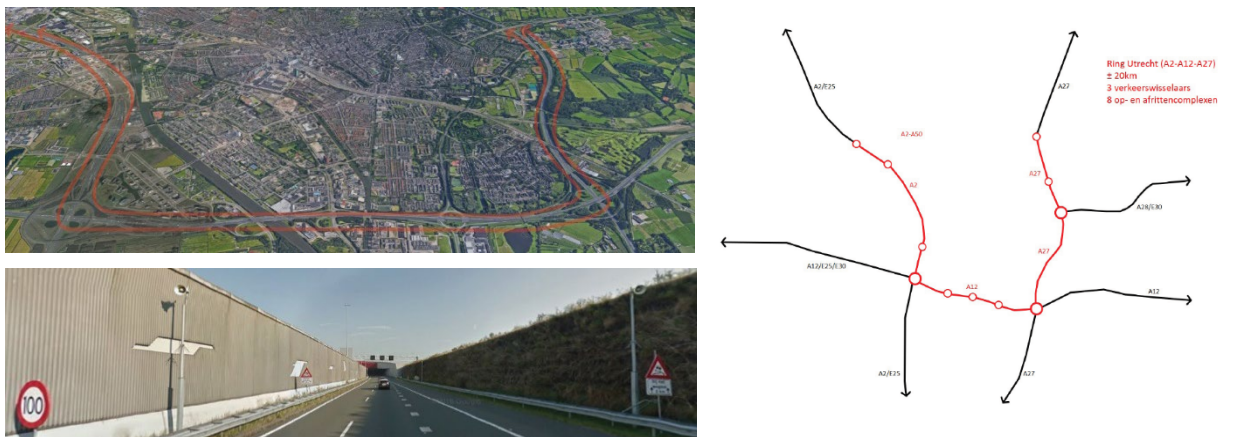 100
A2/E25
A27
Ring Utrecht (A2-A12-A27)
± 20km
3 verkeerswisselaars
8 op- en afrittencomplexen
A2-A50
A27
A2
A28/E30
A27
A12/E25/E30
A12
A12
A2/E25
A27